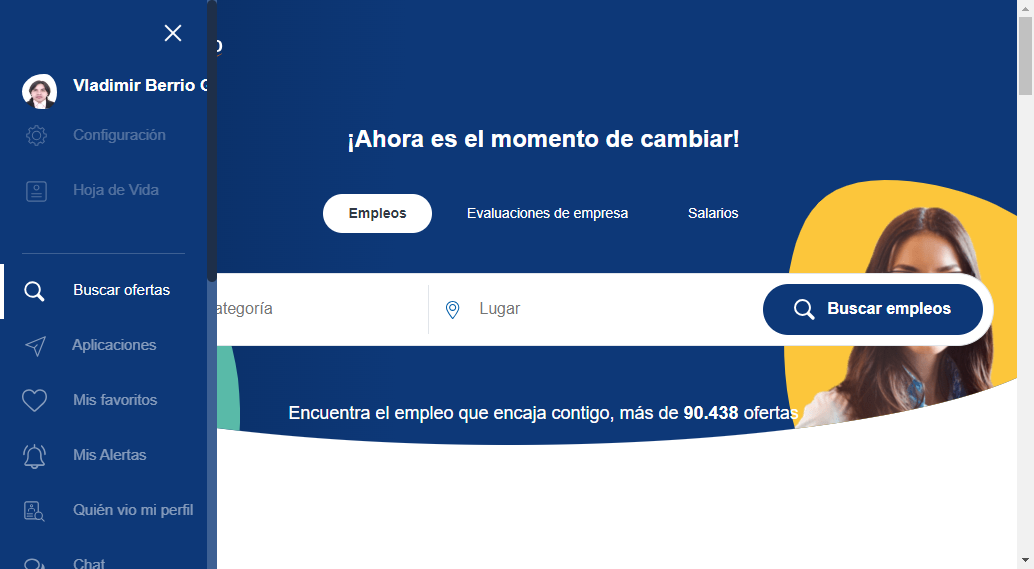 Vladimir Berrio
Configuración
Hoja de Vida
Buscar ofertas
Aplicaciones
Mis favoritos
Mis Alertas
Quién vio mi perfil
Chat
¡Ahora es el momento de cambiar!
Empleos
Evaluaciones de empresa
Salarios
ategoría
Lugar
Buscar empleos
Encuentra el empleo que encaja contigo, más de 90.438 ofertas